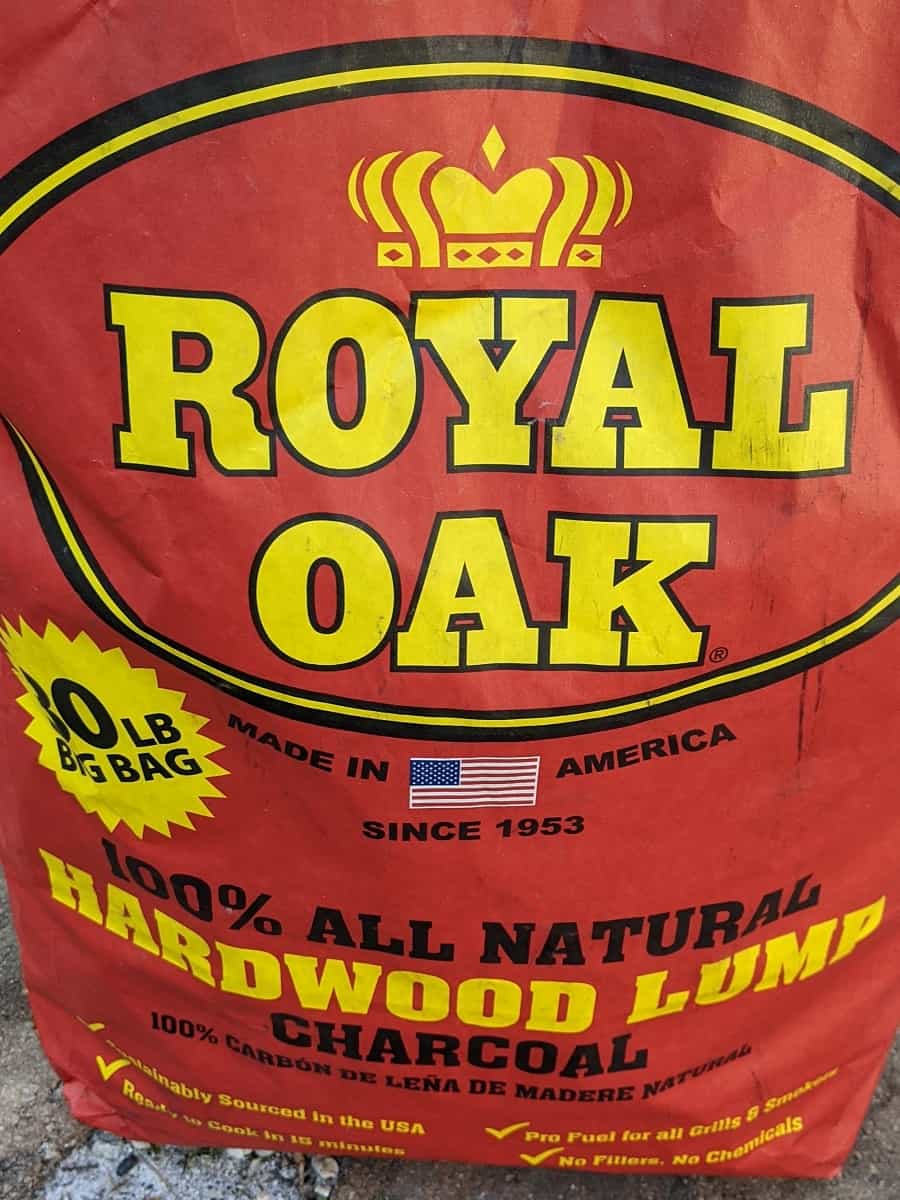 ROYAL
OAK®
30 LB
BIG BAG
MADE IN AMERICA
SINCE 1953
100% ALL NATURAL
HARDWOOD LUMP
CHARCOAL
100% CARBÓN DE LEÑA DE MADERE NATURAL
Sustainably Sourced in the USA
Ready to Cook in 15 minutes
Pro Fuel for all Grills & Smokers
No Fillers, No Chemicals